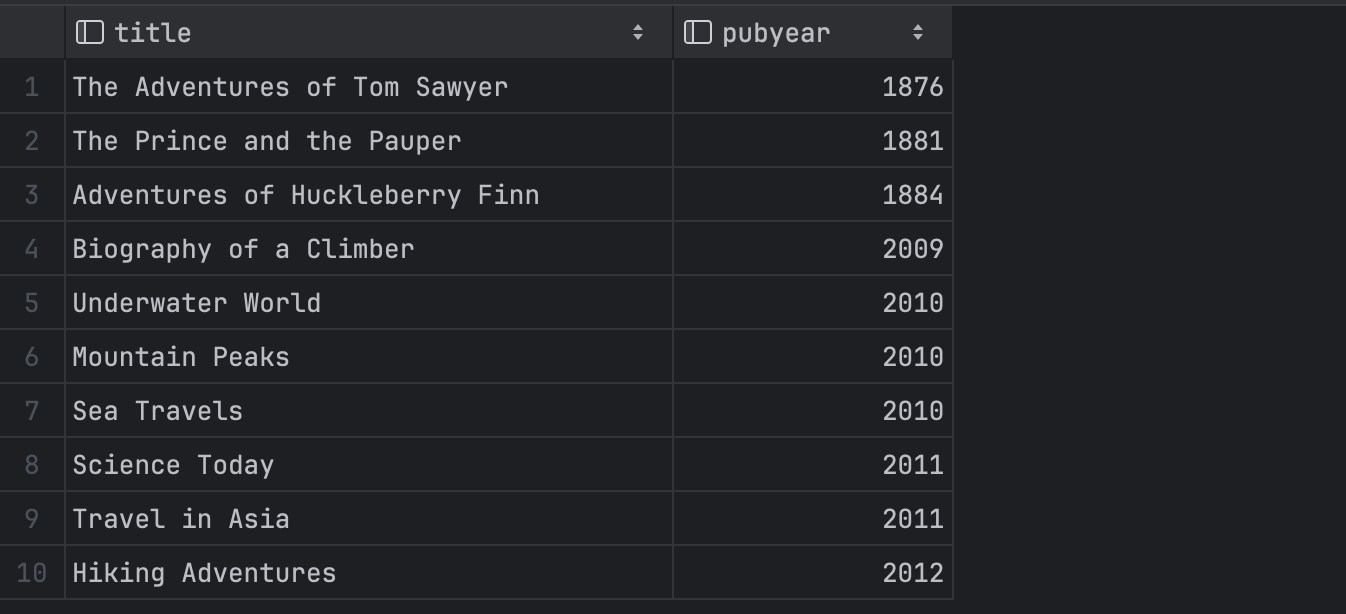 title pubyear
1 The Adventures of Tom Sawyer 1876
2 The Prince and the Pauper 1881
3 Adventures of Huckleberry Finn 1884
4 Biography of a Climber 2009
5 Underwater World 2010
6 Mountain Peaks 2010
7 Sea Travels 2010
8 Science Today 2011
9 Travel in Asia 2011
10 Hiking Adventures 2012